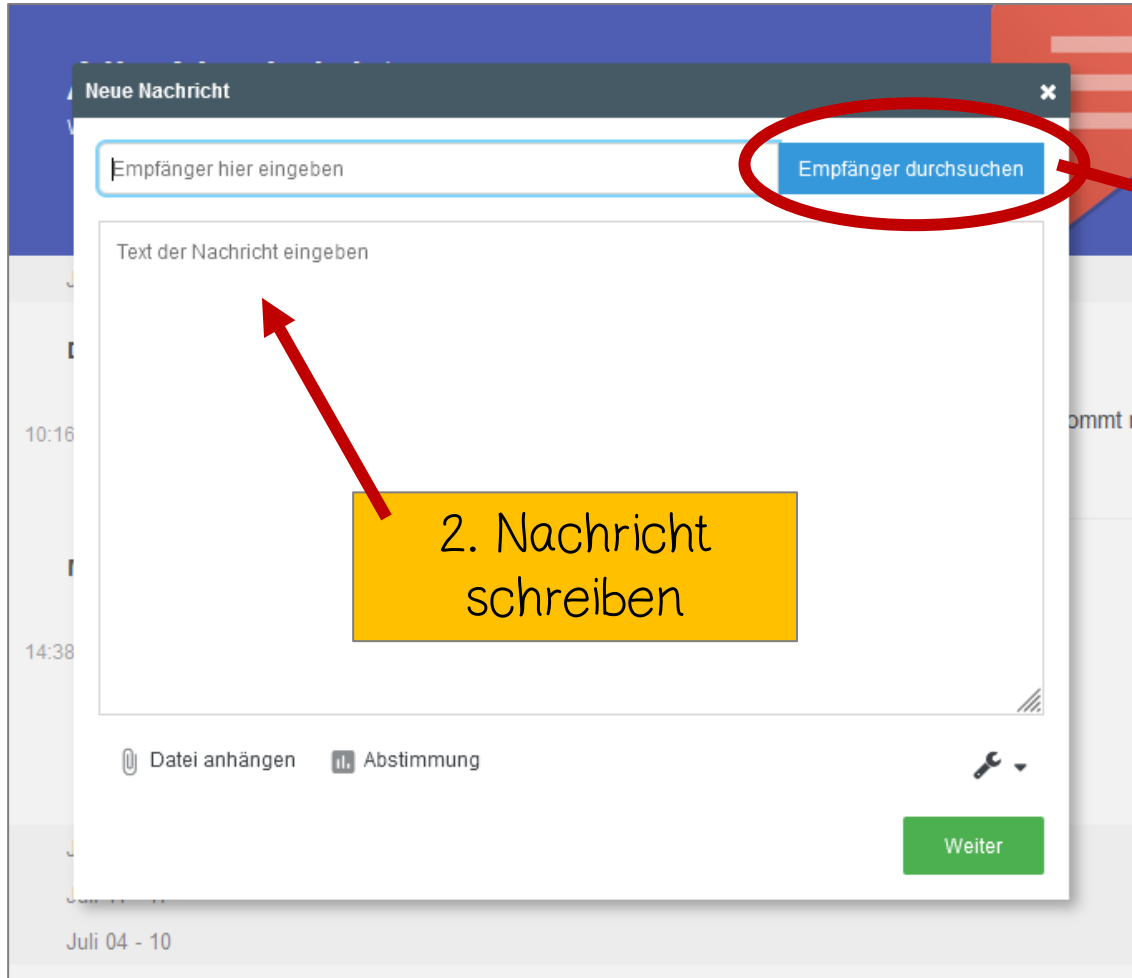 Neue Nachricht
Empfänger hier eingeben
Empfänger durchsuchen
Text der Nachricht eingeben
10:16
2. Nachricht
schreiben
14:38
Datei anhängen
Abstimmung
Weiter
Juli 04 - 10